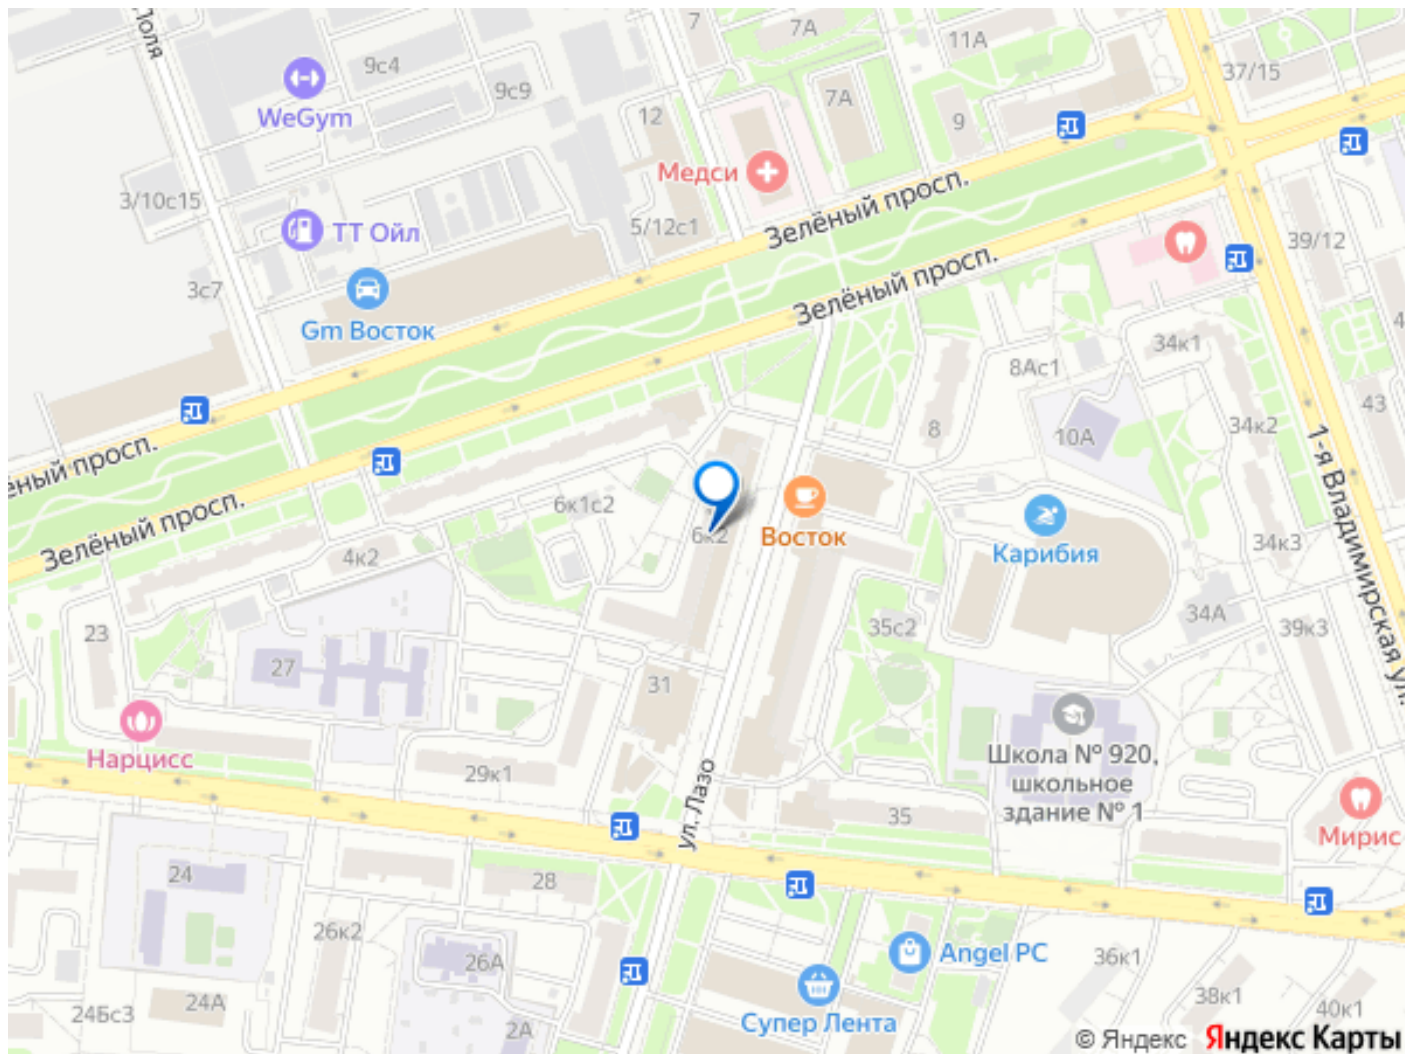 Поля
7
7А
11А
37/15
9с4
WeGym
9с9
12
7А
9
Медси
3/10с15
ТТ Ойл
5/12с1
Зелёный просп.
39/12
3с7
Gm Восток
Зелёный просп.
34к1
8Ас1
43
8
10А
34к2
еный просп.
Зелёный просп.
6к1с2
6к2
Восток
Карибия
34к3
1-я Владимирская ул.
4к2
23
27
35с2
34А
39к3
31
Нарцисс
29к1
ул. Лазо
Школа № 920,
школьное
здание № 1
35
Мирис
24
28
26к2
26А
Angel PC
36к1
24Бс3
24А
2А
Супер Лента
38к1
40к1
© Яндекс Яндекс Карты